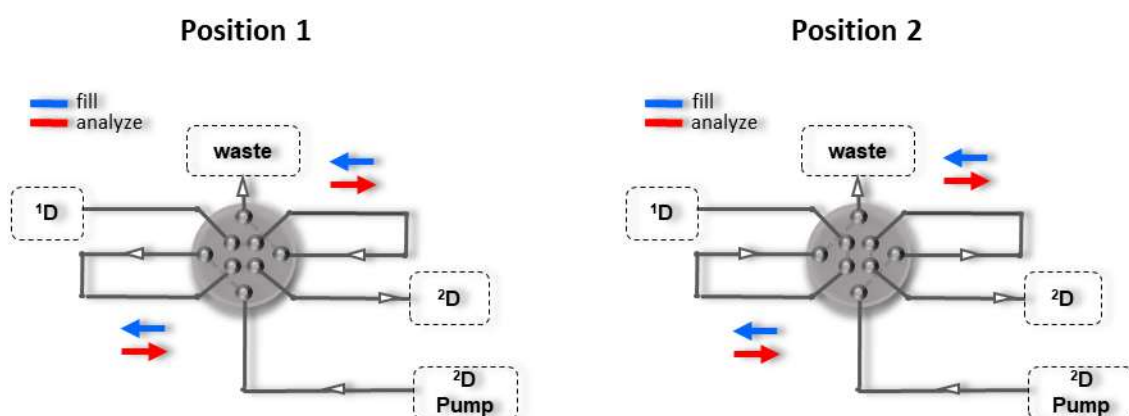 Position 1
fill
analyze
waste
¹D
²D
²D
Pump
Position 2
fill
analyze
waste
¹D
²D
²D
Pump